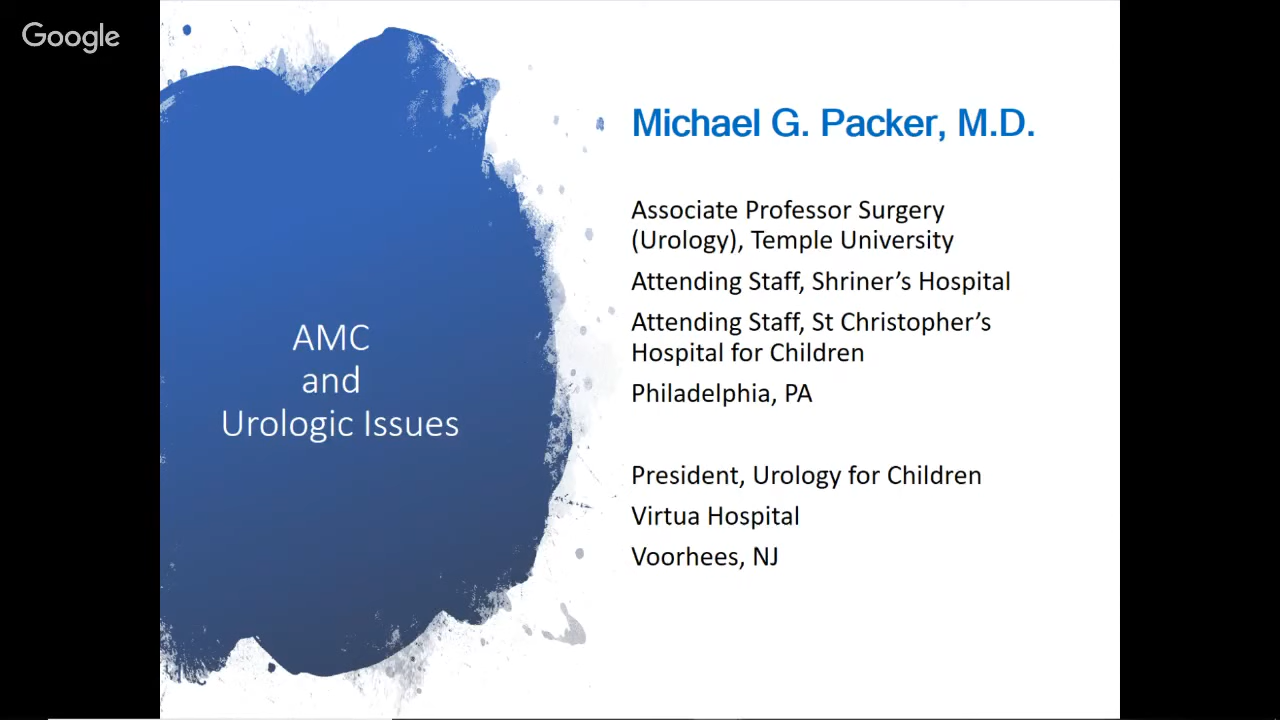 Google
AMC
and
Urologic Issues
Michael G. Packer, M.D.
Associate Professor Surgery
(Urology), Temple University
Attending Staff, Shriner’s Hospital
Attending Staff, St Christopher’s
Hospital for Children
Philadelphia, PA
President, Urology for Children
Virtua Hospital
Voorhees, NJ